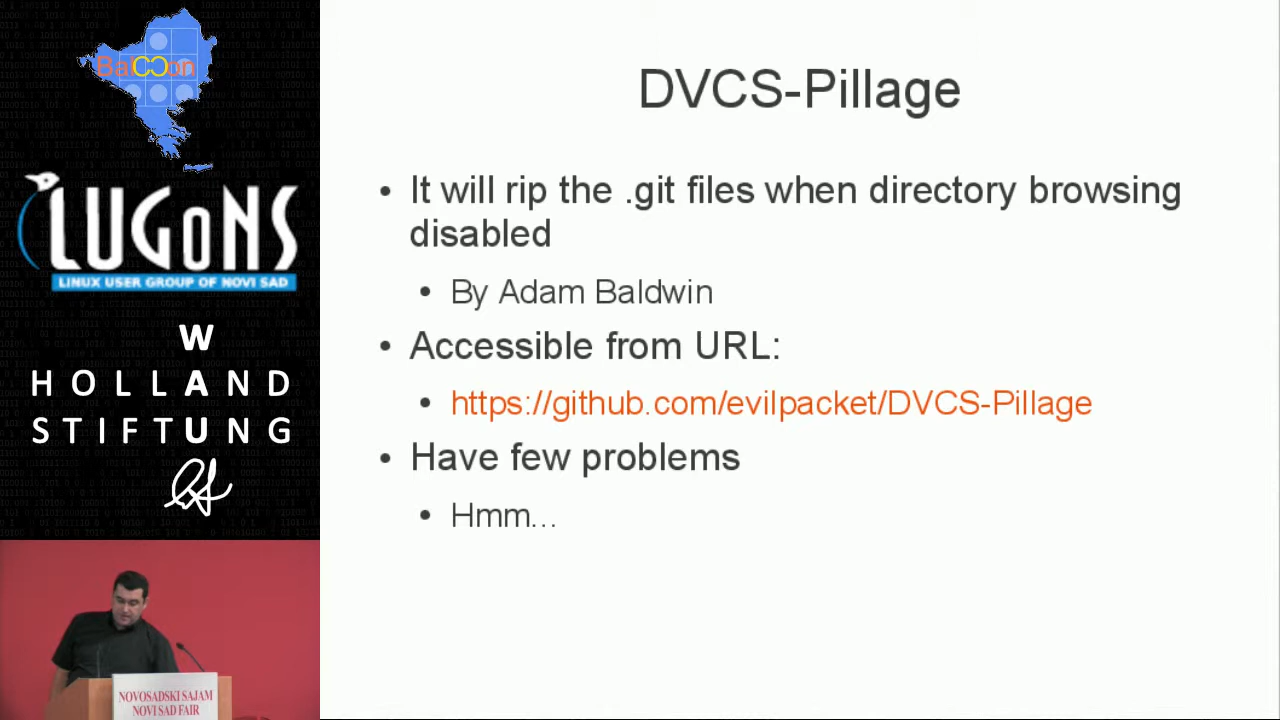 BalCCon
LUGONS
LINUX USER GROUP OF NOVI SAD
W
HOLLAND
STIFTUNG
NOVOSADSKI SAJAM
NOVI SAD FAIR
DVCS-Pillage
• It will rip the .git files when directory browsing
disabled
• By Adam Baldwin
• Accessible from URL:
• https://github.com/evilpacket/DVCS-Pillage
• Have few problems
• Hmm...